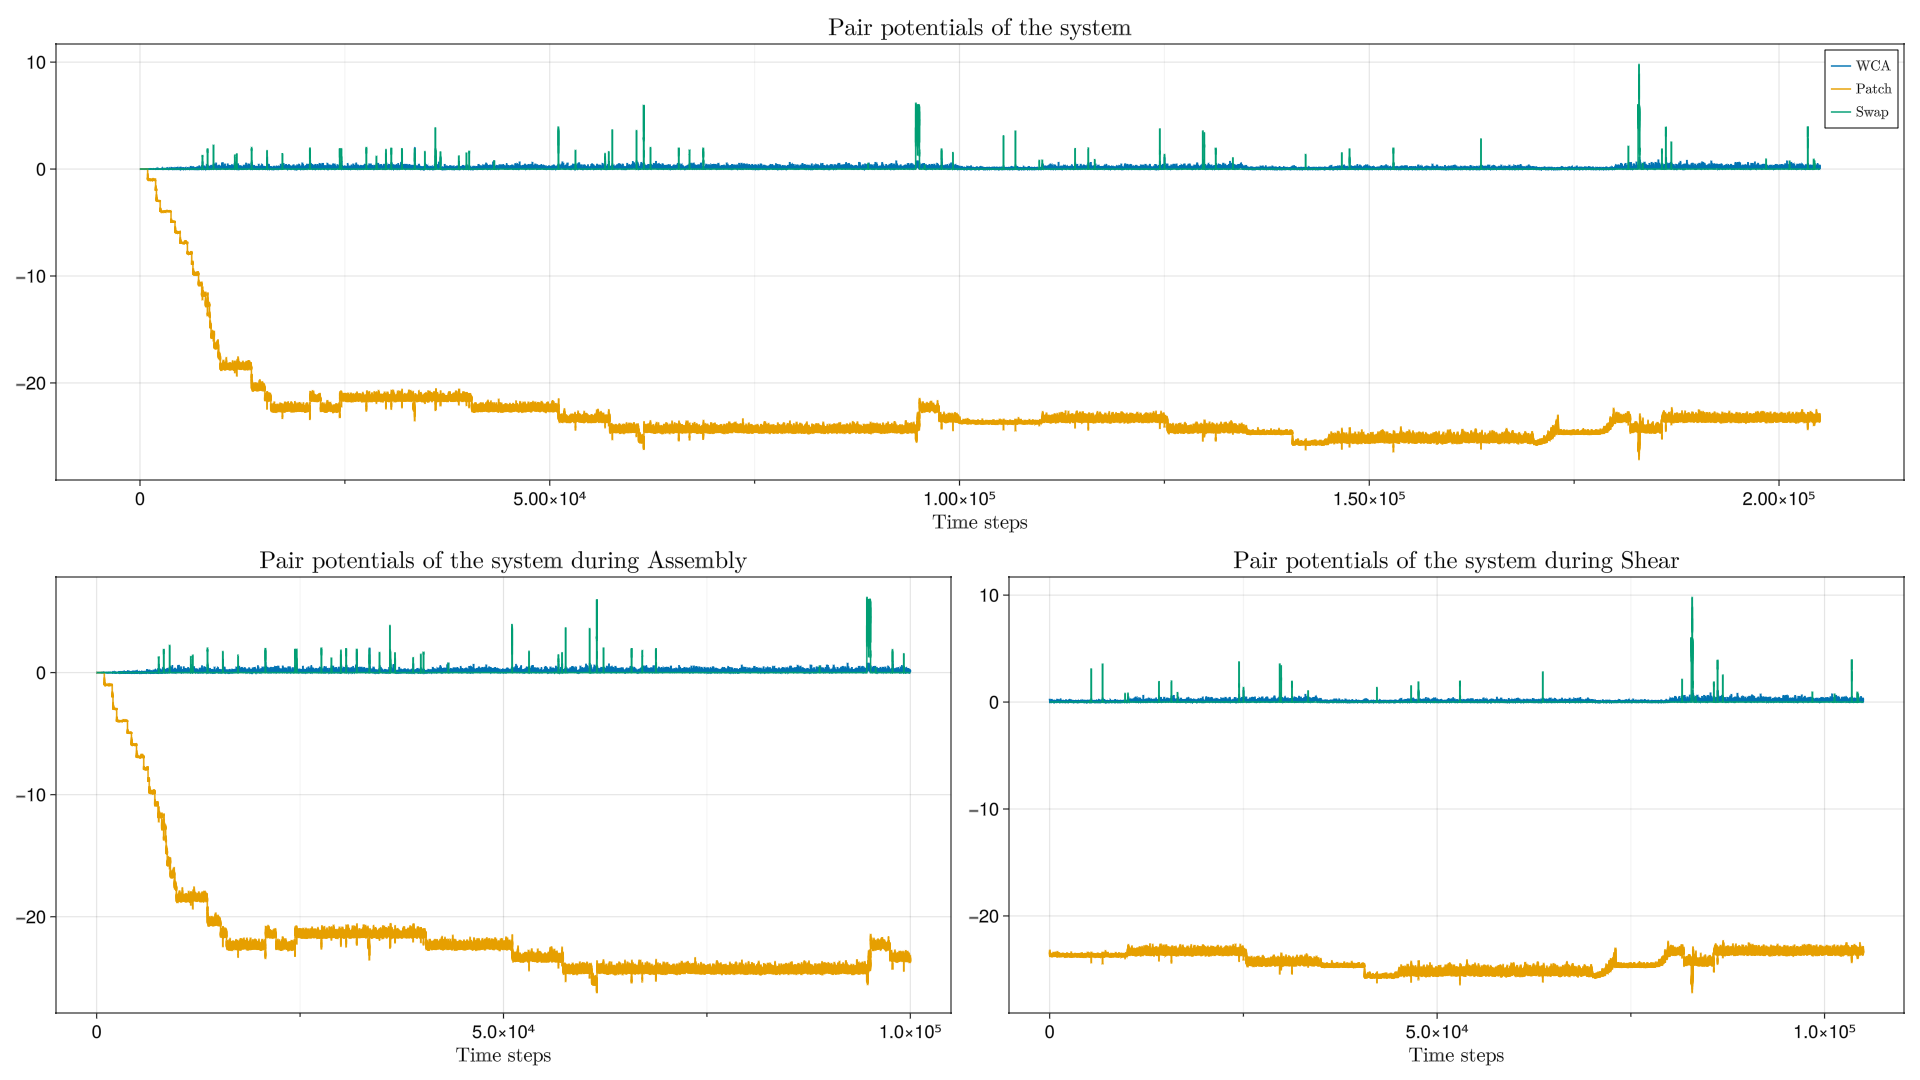 Pair potentials of the system
10
0
−10
−20
WCA
Patch
Swap
0
5.00×10⁴
1.00×10⁵
1.50×10⁵
2.00×10⁵
Time steps
Pair potentials of the system during Assembly
0
−10
−20
0
5.0×10⁴
1.0×10⁵
Time steps
Pair potentials of the system during Shear
10
0
−10
−20
0
5.0×10⁴
1.0×10⁵
Time steps